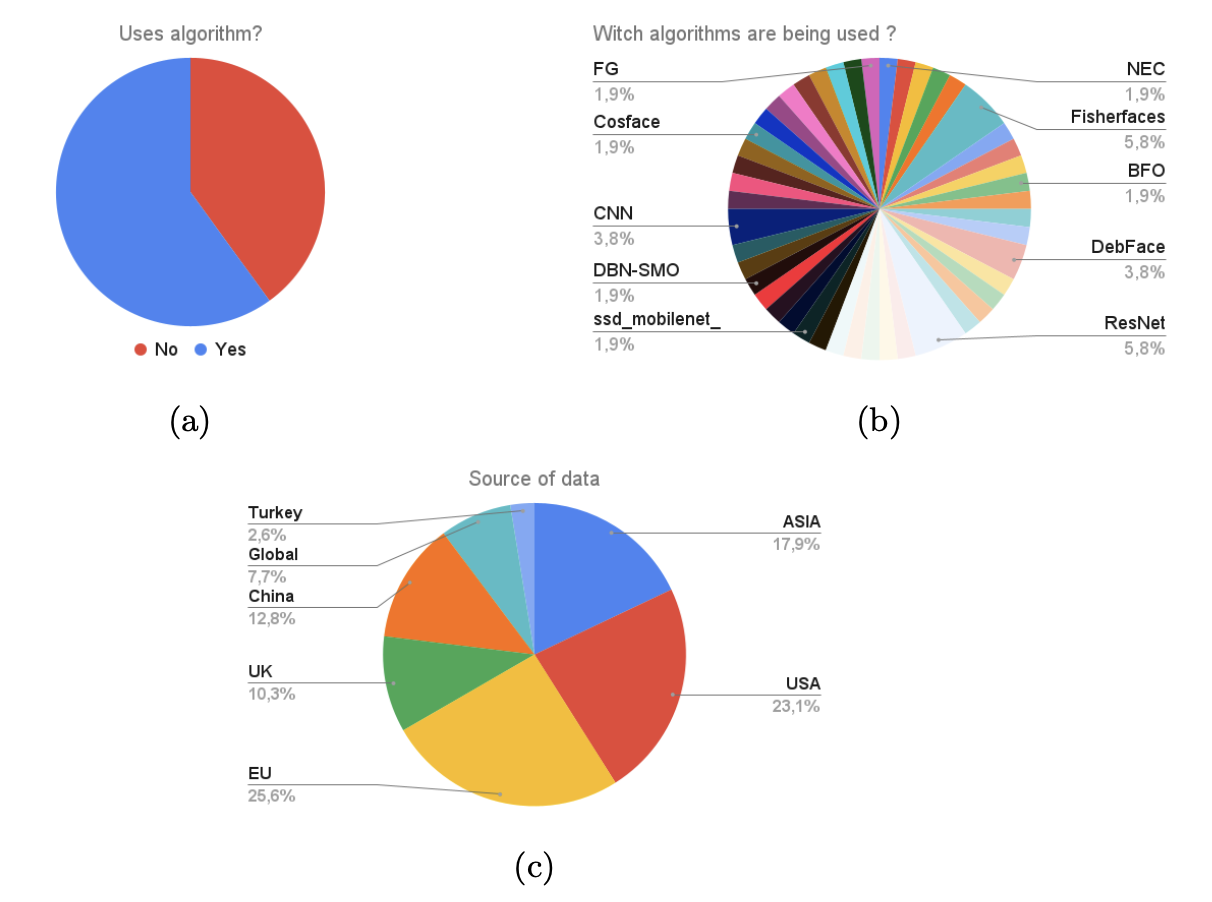 Uses algorithm?
No Yes
(a)
Witch algorithms are being used ?
FG
1,9%
Cosface
1,9%
CNN
3,8%
DBN-SMO
1,9%
ssd_mobilenet_
1,9%
NEC
1,9%
Fisherfaces
5,8%
BFO
1,9%
DebFace
3,8%
ResNet
5,8%
(b)
Source of data
Turkey
2,6%
Global
7,7%
China
12,8%
UK
10,3%
EU
25,6%
ASIA
17,9%
USA
23,1%
(c)